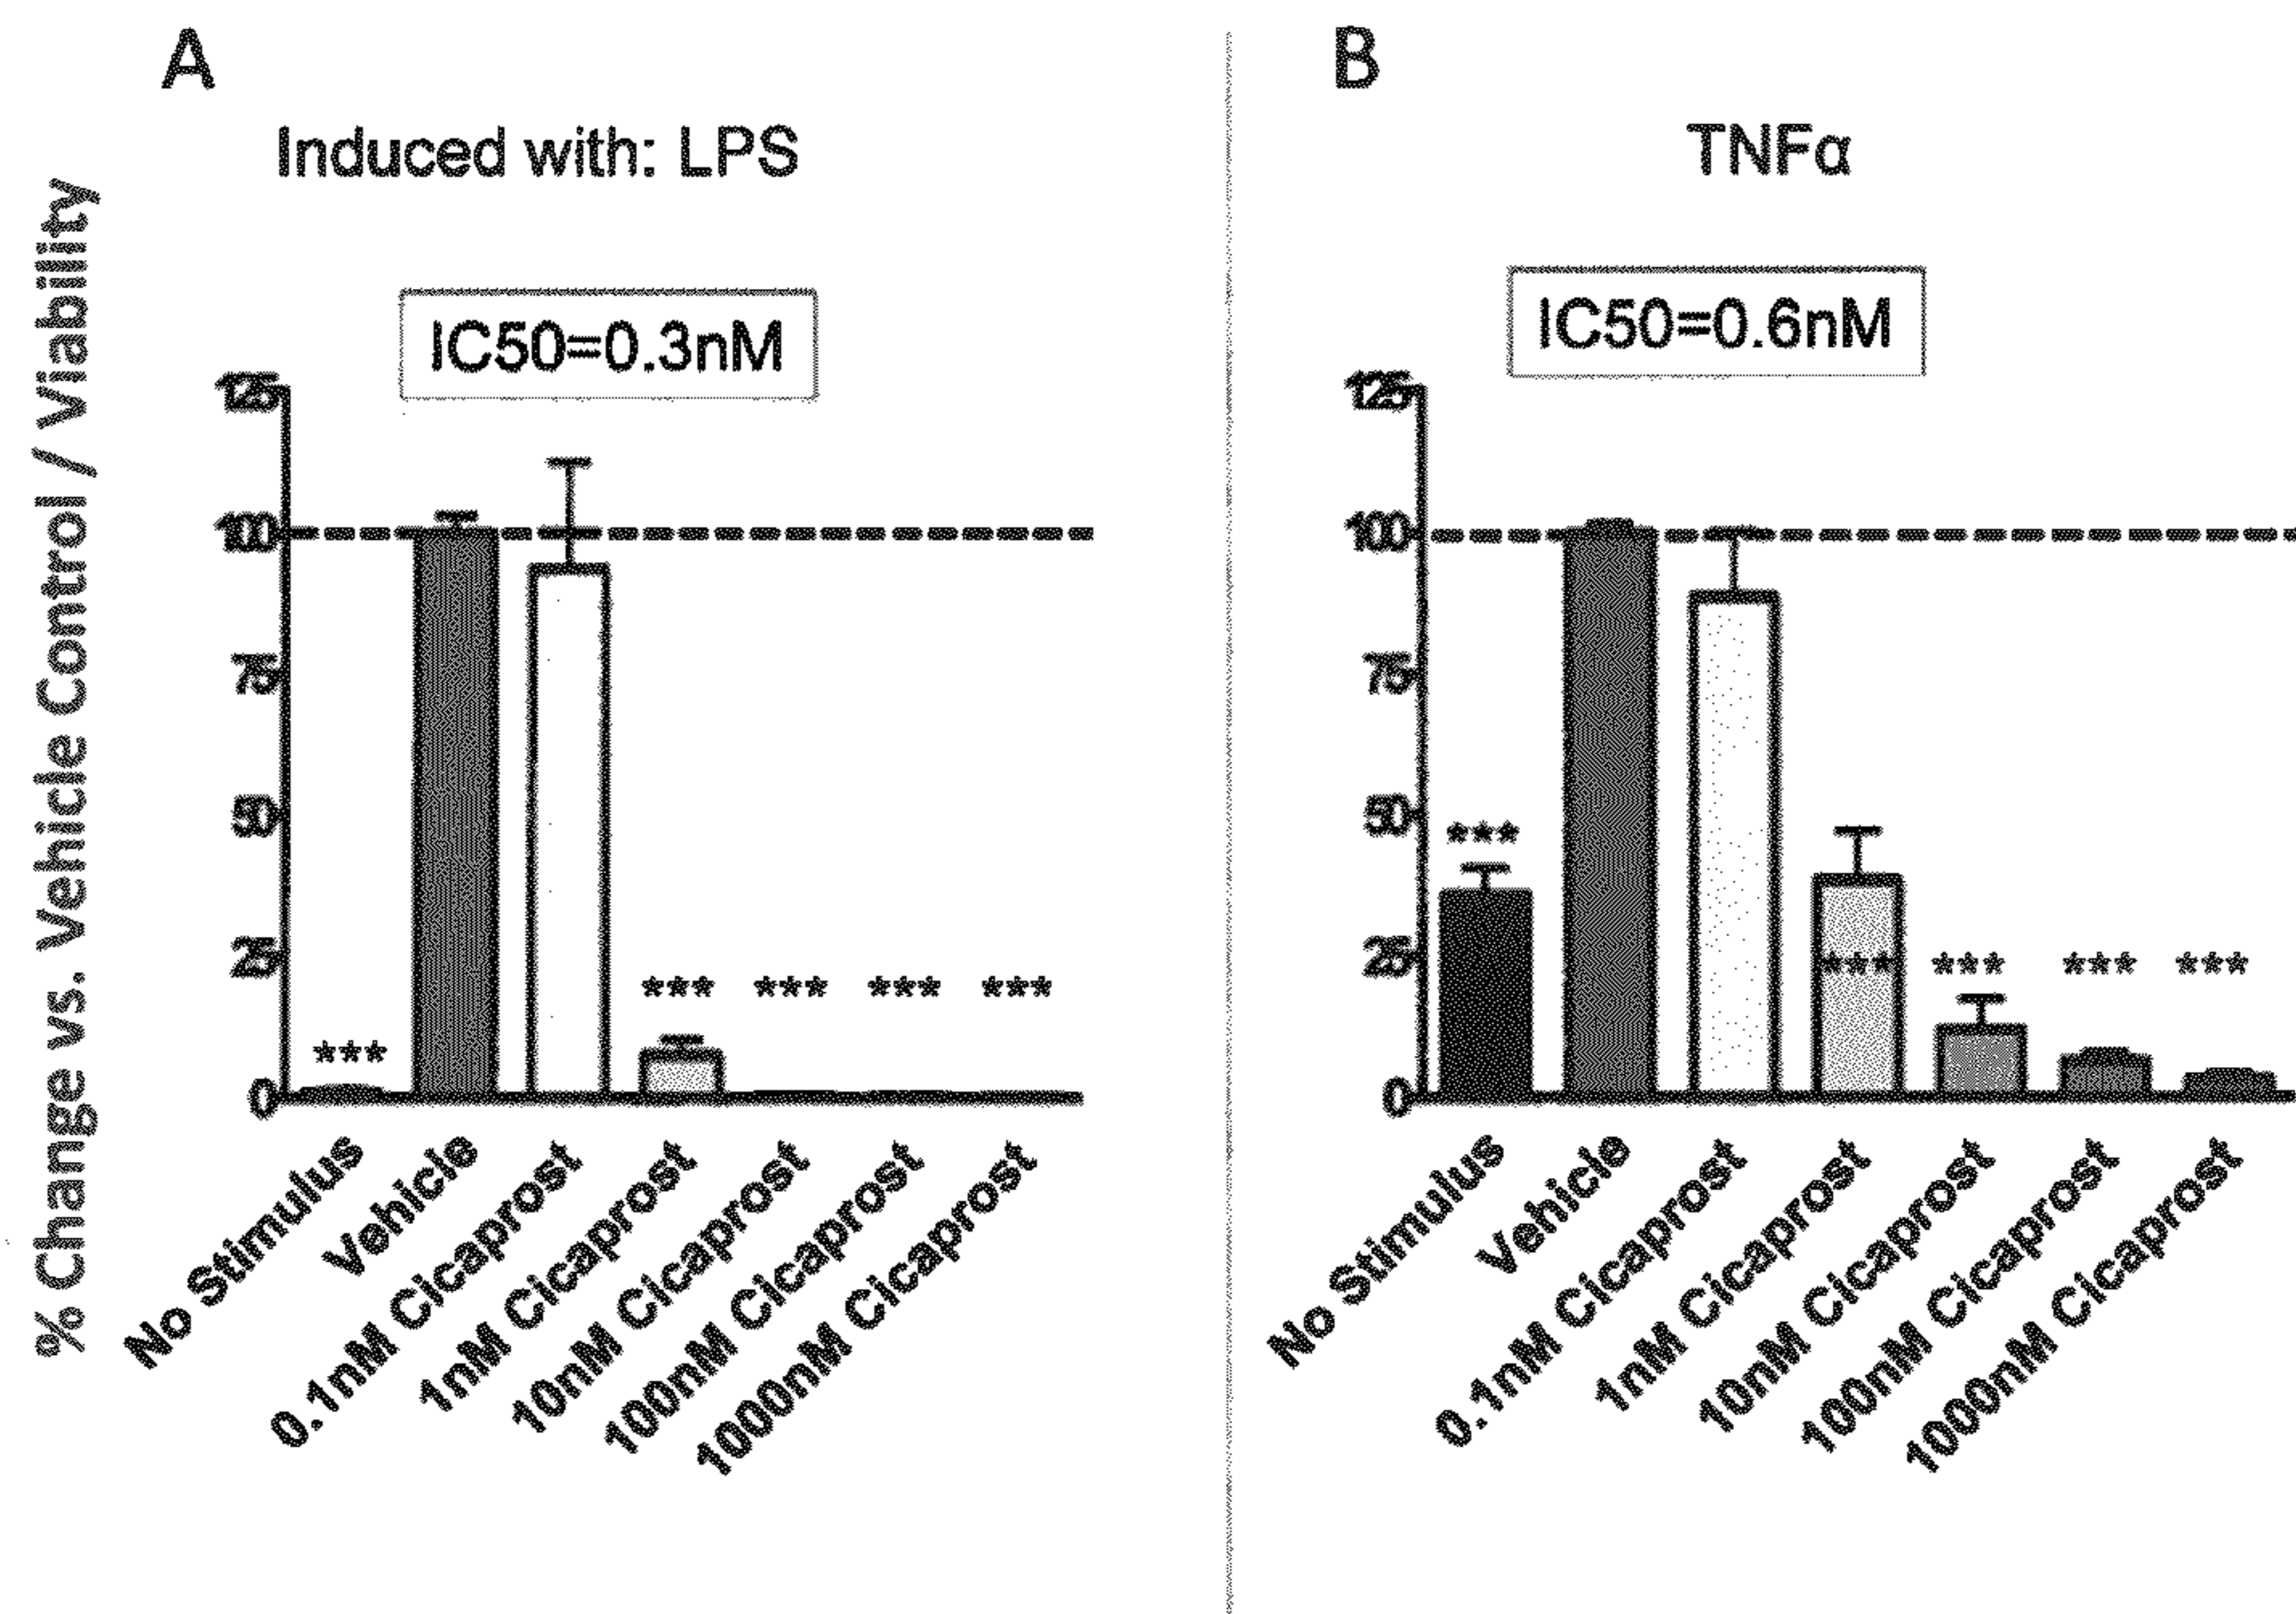 A
Induced with: LPS
IC50=0.3nM
% Change vs. Vehicle Control / Viability
125
100
75
50
25
0
***
***
***
***
***
No Stimulus
Vehicle
0.1nM Cicaprost
1nM Cicaprost
10nM Cicaprost
100nM Cicaprost
1000nM Cicaprost
B
TNFα
IC50=0.6nM
125
100
75
50
25
0
***
***
***
***
***
No Stimulus
Vehicle
0.1nM Cicaprost
1nM Cicaprost
10nM Cicaprost
100nM Cicaprost
1000nM Cicaprost